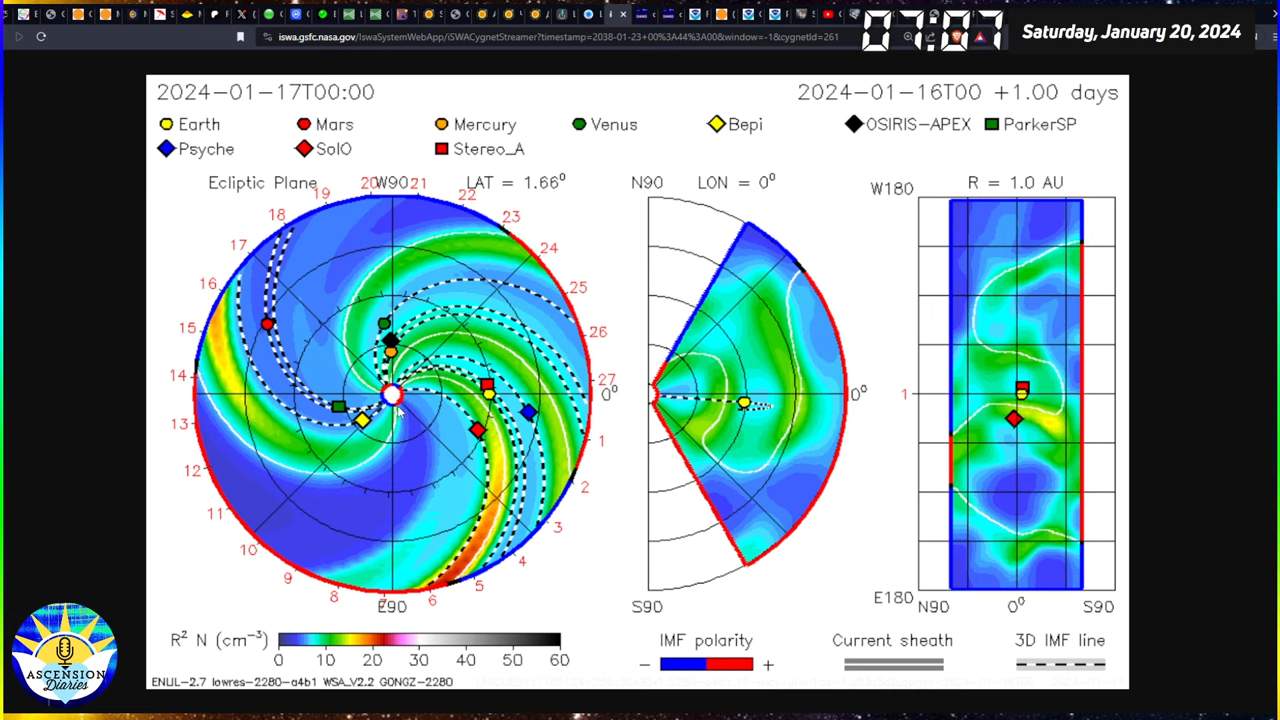 iswa.gsfc.nasa.gov/IswaSystemWebApp/iSWACygnetStreamer?timestamp=2038-01-23+00%3A44%3A00&window=-1&cygnetId=261
07:07
Saturday, January 20, 2024
2024-01-17T00:00
2024-01-16T00 +1.00 days
Earth Mars Mercury Venus Bepi OSIRIS-APEX ParkerSP
Psyche SolO Stereo_A
Ecliptic Plane W90 LAT = 1.66°
N90 LON = 0°
W180 R = 1.0 AU
19 20 21 22
18 23
17 24
16 25
15 26
14 27
0° 0° 1
13 1
12 2
11 3
10 4
9 5
8 7 6
E90
S90
E180 N90 0° S90
R² N (cm⁻³)
0 10 20 30 40 50 60
IMF polarity
- +
Current sheath
3D IMF line
ENLIL-2.7 lowres-2280-a4b1 WSA_V2.2 GONGZ-2280
ASCENSION
Diaries